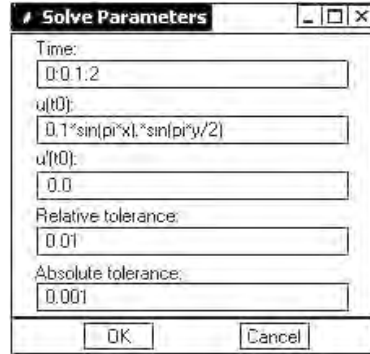 Solve Parameters
Time:
0:0.1:2
u(t0):
0.1*sin(pi*x).*sin(pi*y/2)
u'(t0):
0.0
Relative tolerance:
0.01
Absolute tolerance:
0.001
OK
Cancel